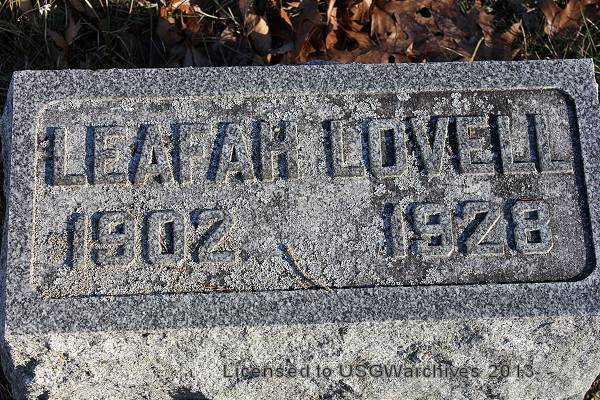 LEAFAH LOVELL
1902 1928
Licensed to USGWarchives 2013